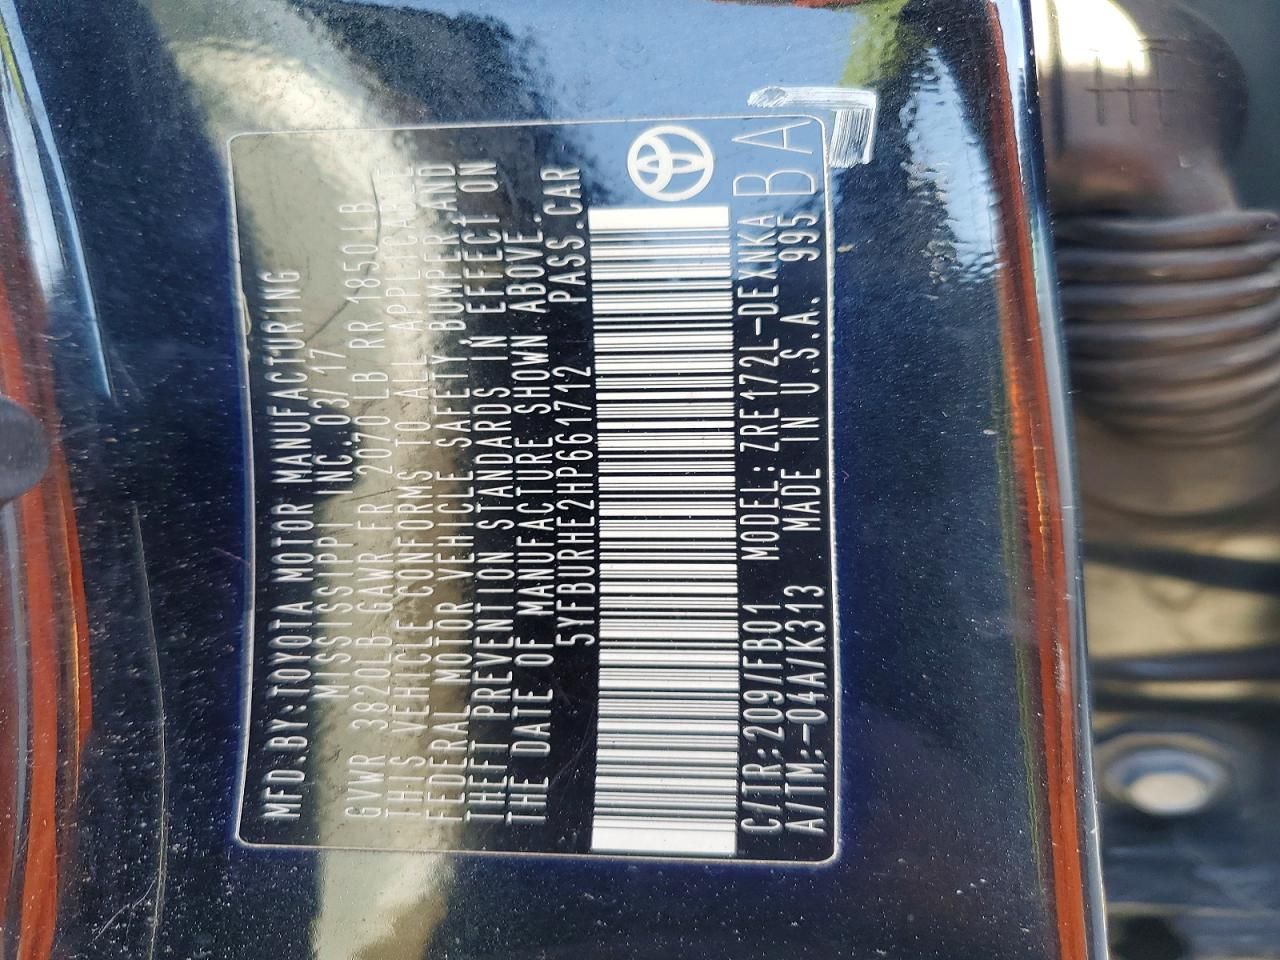 MFD.BY:TOYOTA MOTOR MANUFACTURING
MISSISSIPPI INC. 03/17
GVWR 3820LB GAWR FR 2070 LB RR 1850 LB
THIS VEHICLE CONFORMS TO ALL APPLICABLE
FEDERAL MOTOR VEHICLE SAFETY, BUMPER, AND
THEFT PREVENTION STANDARDS IN EFFECT ON
THE DATE OF MANUFACTURE SHOWN ABOVE.
5YFBURHE2HP661712 PASS.CAR
C/TR:209/FB01 MODEL:ZRE172L-DEXNKA BA
A/TM:-04A/K313 MADE IN U.S.A. 995